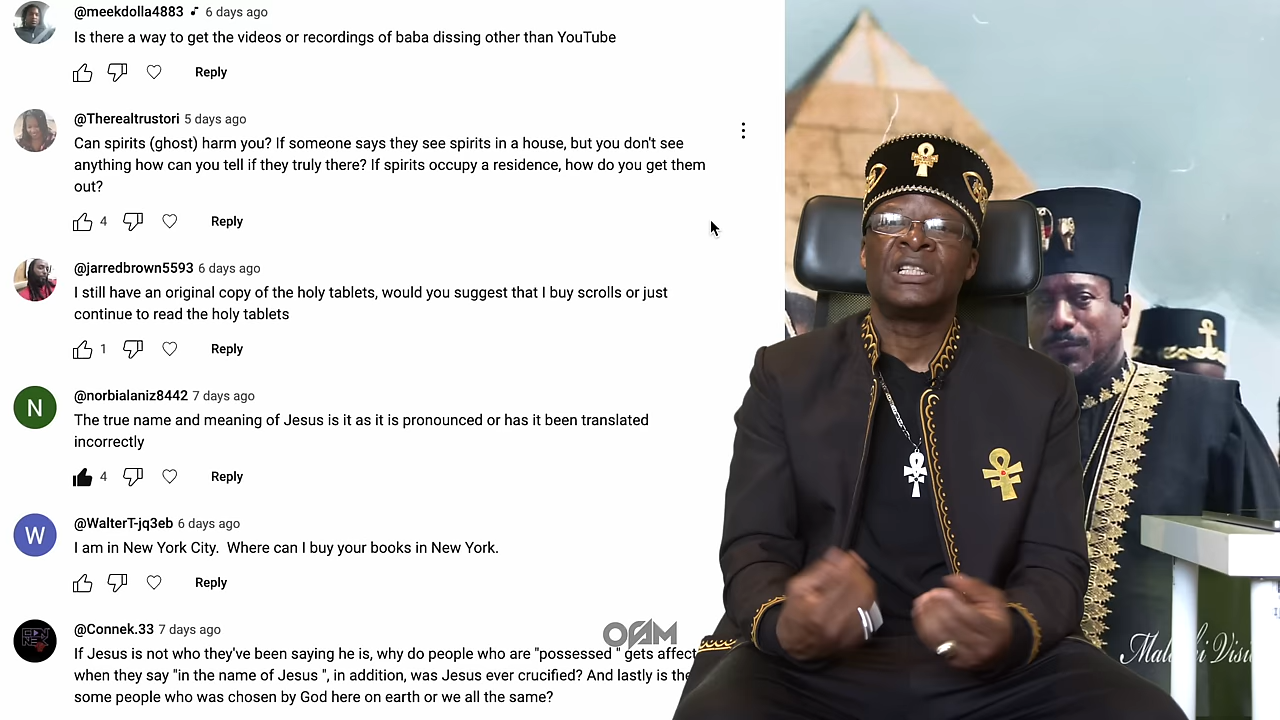 @meekdolla4883 6 days ago
Is there a way to get the videos or recordings of baba dissing other than YouTube
Reply
@Therealtrustori 5 days ago
Can spirits (ghost) harm you? If someone says they see spirits in a house, but you don't see
anything how can you tell if they truly there? If spirits occupy a residence, how do you get them
out?
4 Reply
@jarredbrown5593 6 days ago
I still have an original copy of the holy tablets, would you suggest that I buy scrolls or just
continue to read the holy tablets
1 Reply
N
@norbialaniz8442 7 days ago
The true name and meaning of Jesus is it as it is pronounced or has it been translated
incorrectly
4 Reply
W
@WalterT-jq3eb 6 days ago
I am in New York City. Where can I buy your books in New York.
Reply
@Connek.33 7 days ago
If Jesus is not who they've been saying he is, why do people who are "possessed " gets affect
when they say "in the name of Jesus ", in addition, was Jesus ever crucified? And lastly is the
some people who was chosen by God here on earth or we all the same?